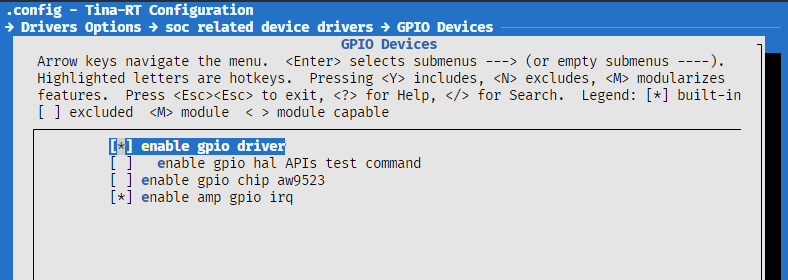 .config - Tina-RT Configuration
→ Drivers Options → soc related device drivers → GPIO Devices
GPIO Devices
Arrow keys navigate the menu.  <Enter> selects submenus ---> (or empty submenus ----).
Highlighted letters are hotkeys.  Pressing <Y> includes, <N> excludes, <M> modularizes
features.  Press <Esc><Esc> to exit, <?> for Help, </> for Search.  Legend: [*] built-in
[ ] excluded  <M> module  < > module capable
[*] enable gpio driver
[ ]   enable gpio hal APIs test command
[ ] enable gpio chip aw9523
[*] enable amp gpio irq